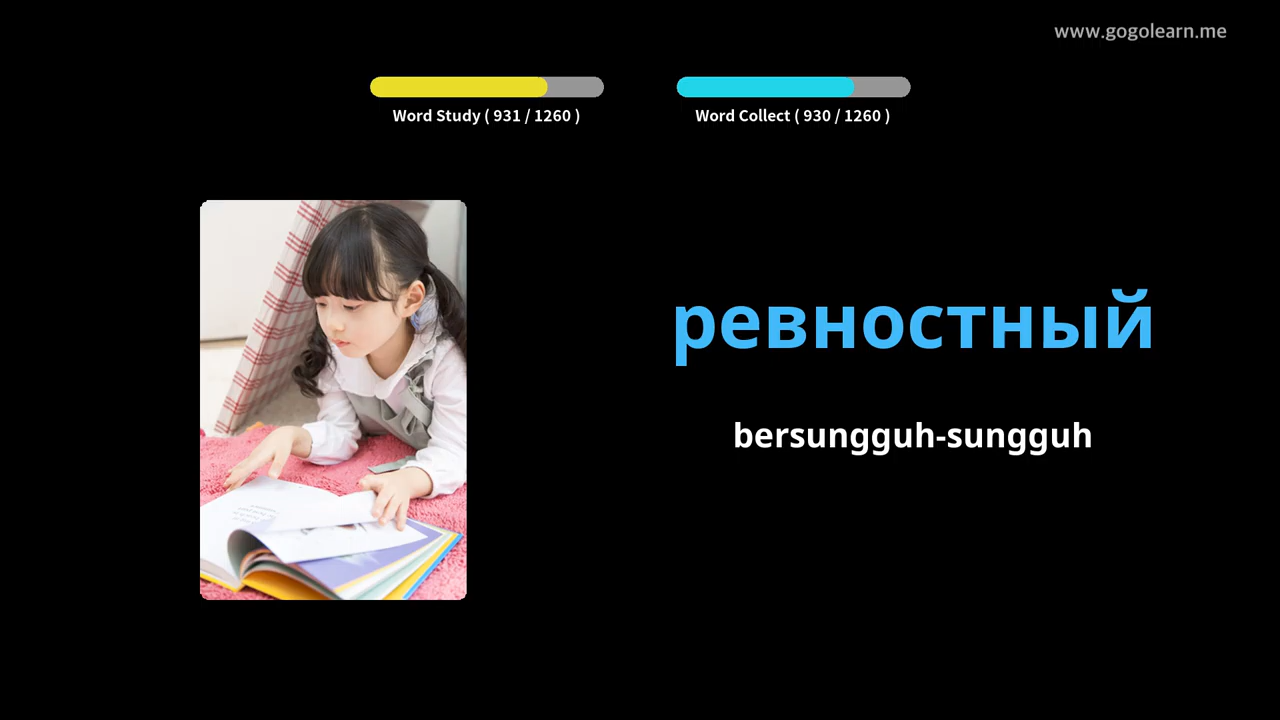 www.gogolearn.me
Word Study ( 931 / 1260 )
Word Collect ( 930 / 1260 )
ревностный
bersungguh-sungguh